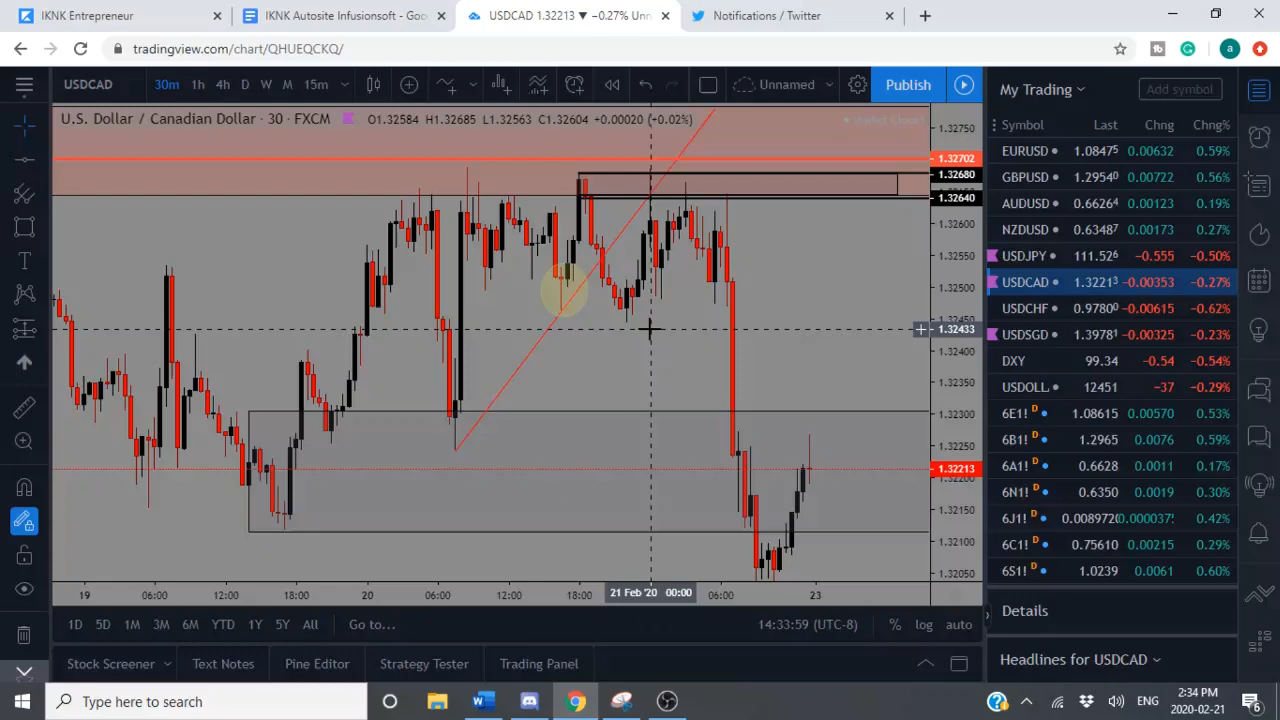 IKNK Entrepreneur
IKNK Autosite Infusionsoft - Goo
USDCAD 1.32213 ▼ −0.27% Unn
Notifications / Twitter
tradingview.com/chart/QHUEQCKQ/
a
USDCAD 30m 1h 4h D W M 15m
Unnamed
Publish
My Trading
Add symbol
U.S. Dollar / Canadian Dollar · 30 · FXCM O1.32584 H1.32685 L1.32563 C1.32604 +0.00020 (+0.02%)
Market Closed
Symbol Last Chng Chng%
EURUSD 1.08475 0.00632 0.59%
GBPUSD 1.29540 0.00722 0.56%
AUDUSD 0.66264 0.00123 0.19%
NZDUSD 0.63487 0.00173 0.27%
USDJPY 111.526 −0.555 −0.50%
USDCAD 1.32213 −0.00353 −0.27%
USDCHF 0.97800 −0.00615 −0.62%
USDSGD 1.39781 −0.00325 −0.23%
DXY 99.34 −0.54 −0.54%
USDOLL 12451 −37 −0.29%
6E1! D 1.08615 0.00570 0.53%
6B1! D 1.2965 0.0076 0.59%
6A1! D 0.6628 0.0011 0.17%
6N1! D 0.6350 0.0019 0.30%
6J1! D 0.0089720 0.000037 0.42%
6C1! D 0.75610 0.00215 0.29%
6S1! D 1.0239 0.0061 0.60%
1.32750
1.32702
1.32680
1.32640
1.32600
1.32550
1.32500
1.32433
1.32400
1.32350
1.32300
1.32250
1.32213
1.32150
1.32100
1.32050
19 06:00 12:00 18:00 20 06:00 12:00 18:00 21 Feb '20 00:00 06:00 23
1D 5D 1M 3M 6M YTD 1Y 5Y All Go to... 14:33:59 (UTC-8) % log auto
Details
Stock Screener Text Notes Pine Editor Strategy Tester Trading Panel
Headlines for USDCAD
Type here to search
ENG
2:34 PM
2020-02-21
6